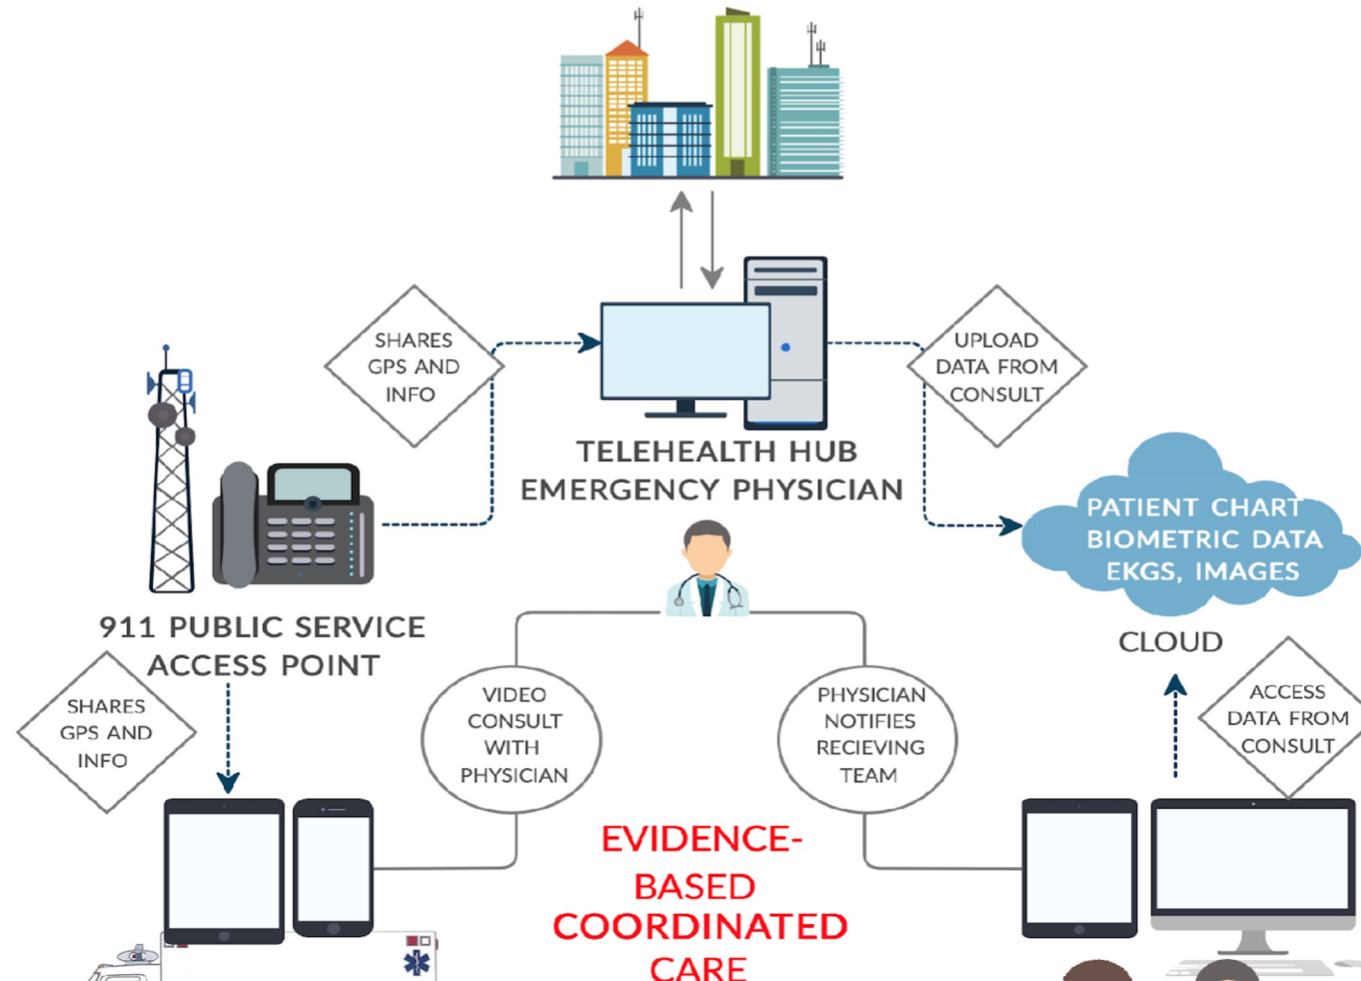 SHARES
GPS AND
INFO
UPLOAD
DATA FROM
CONSULT
TELEHEALTH HUB
EMERGENCY PHYSICIAN
PATIENT CHART
BIOMETRIC DATA
EKGS, IMAGES
CLOUD
911 PUBLIC SERVICE
ACCESS POINT
SHARES
GPS AND
INFO
VIDEO
CONSULT
WITH
PHYSICIAN
PHYSICIAN
NOTIFIES
RECIEVING
TEAM
ACCESS
DATA FROM
CONSULT
EVIDENCE-
BASED
COORDINATED
CARE